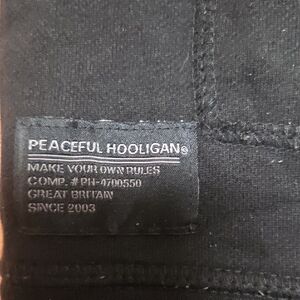 PEACEFUL HOOLIGAN®
MAKE YOUR OWN RULES
COMP. # PH-4700550
GREAT BRITAIN
SINCE 2003